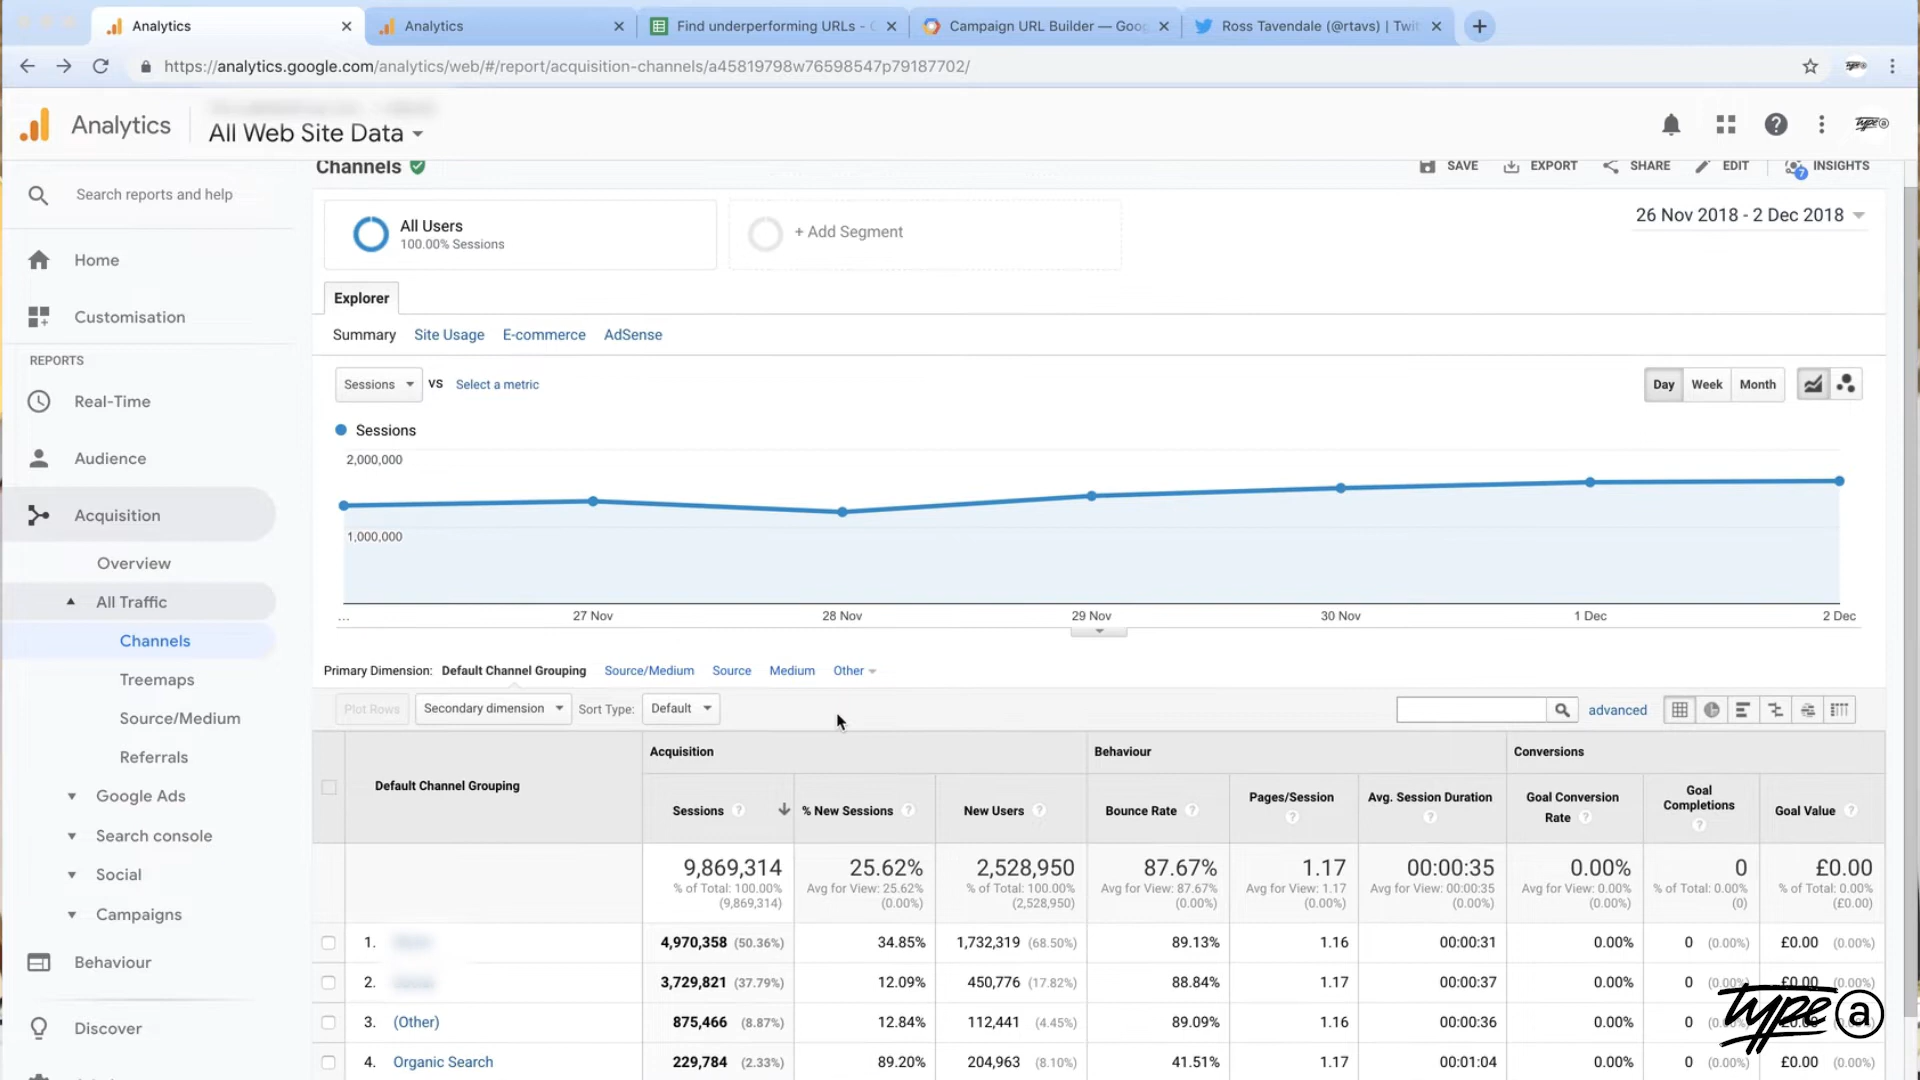 Analytics
Analytics
Find underperforming URLs -
Campaign URL Builder — Goo
Ross Tavendale (@rtavs) | Twit
https://analytics.google.com/analytics/web/#/report/acquisition-channels/a45819798w76598547p79187702/
Analytics
All Web Site Data
Channels
SAVE
EXPORT
SHARE
EDIT
7
INSIGHTS
Search reports and help
All Users
100.00% Sessions
+ Add Segment
26 Nov 2018 - 2 Dec 2018
Home
Customisation
REPORTS
Real-Time
Audience
Acquisition
Overview
All Traffic
Channels
Treemaps
Source/Medium
Referrals
Google Ads
Search console
Social
Campaigns
Behaviour
Discover
Explorer
Summary Site Usage E-commerce AdSense
Sessions VS Select a metric
Day Week Month
Sessions
2,000,000
1,000,000
... 27 Nov 28 Nov 29 Nov 30 Nov 1 Dec 2 Dec
Primary Dimension: Default Channel Grouping Source/Medium Source Medium Other
Plot Rows Secondary dimension Sort Type: Default advanced
Acquisition Behaviour Conversions
Default Channel Grouping
Sessions ? % New Sessions ? New Users ? Bounce Rate ? Pages/Session ? Avg. Session Duration ? Goal Conversion Rate ? Goal Completions ? Goal Value ?
9,869,314 25.62% 2,528,950 87.67% 1.17 00:00:35 0.00% 0 £0.00
% of Total: 100.00% Avg for View: 25.62% % of Total: 100.00% Avg for View: 87.67% Avg for View: 1.17 Avg for View: 00:00:35 Avg for View: 0.00% % of Total: 0.00% % of Total: 0.00%
(9,869,314) (0.00%) (2,528,950) (0.00%) (0.00%) (0.00%) (0.00%) (0) (£0.00)
1. 4,970,358 (50.36%) 34.85% 1,732,319 (68.50%) 89.13% 1.16 00:00:31 0.00% 0 (0.00%) £0.00 (0.00%)
2. 3,729,821 (37.79%) 12.09% 450,776 (17.82%) 88.84% 1.17 00:00:37 0.00% 0 (0.00%) £0.00 (0.00%)
3. (Other) 875,466 (8.87%) 12.84% 112,441 (4.45%) 89.09% 1.16 00:00:36 0.00% 0
4. Organic Search 229,784 (2.33%) 89.20% 204,963 (8.10%) 41.51% 1.17 00:01:04 0.00% 0 (0.00%) £0.00 (0.00%)
type a